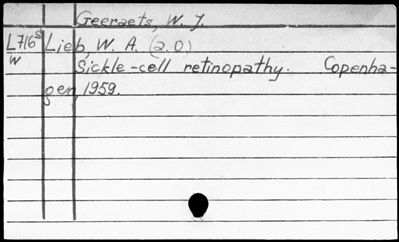 Geeraets, W. J.
L716s Lieb, W. A. (2.0)
W
Sickle-cell retinopathy. Copenha-
gen, 1959.